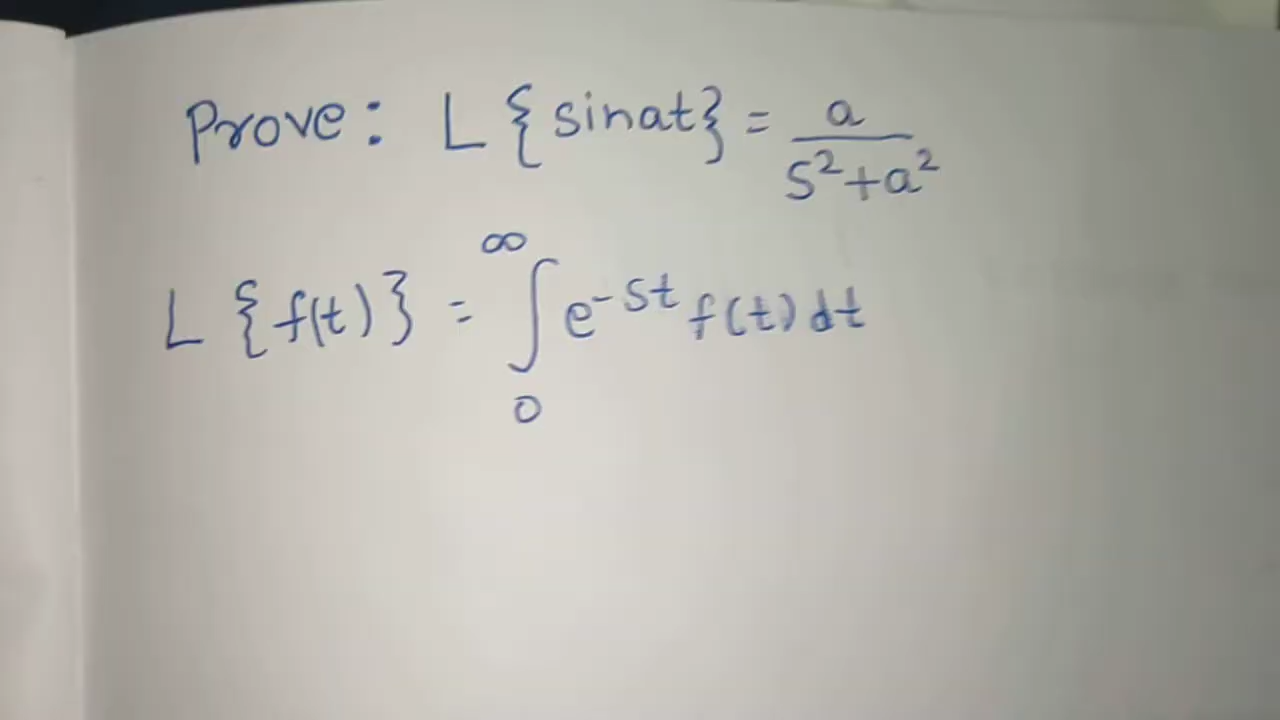 Prove: L {sinat} = a/(s²+a²)
L {f(t)} = ∫₀^∞ e^{-st} f(t) dt